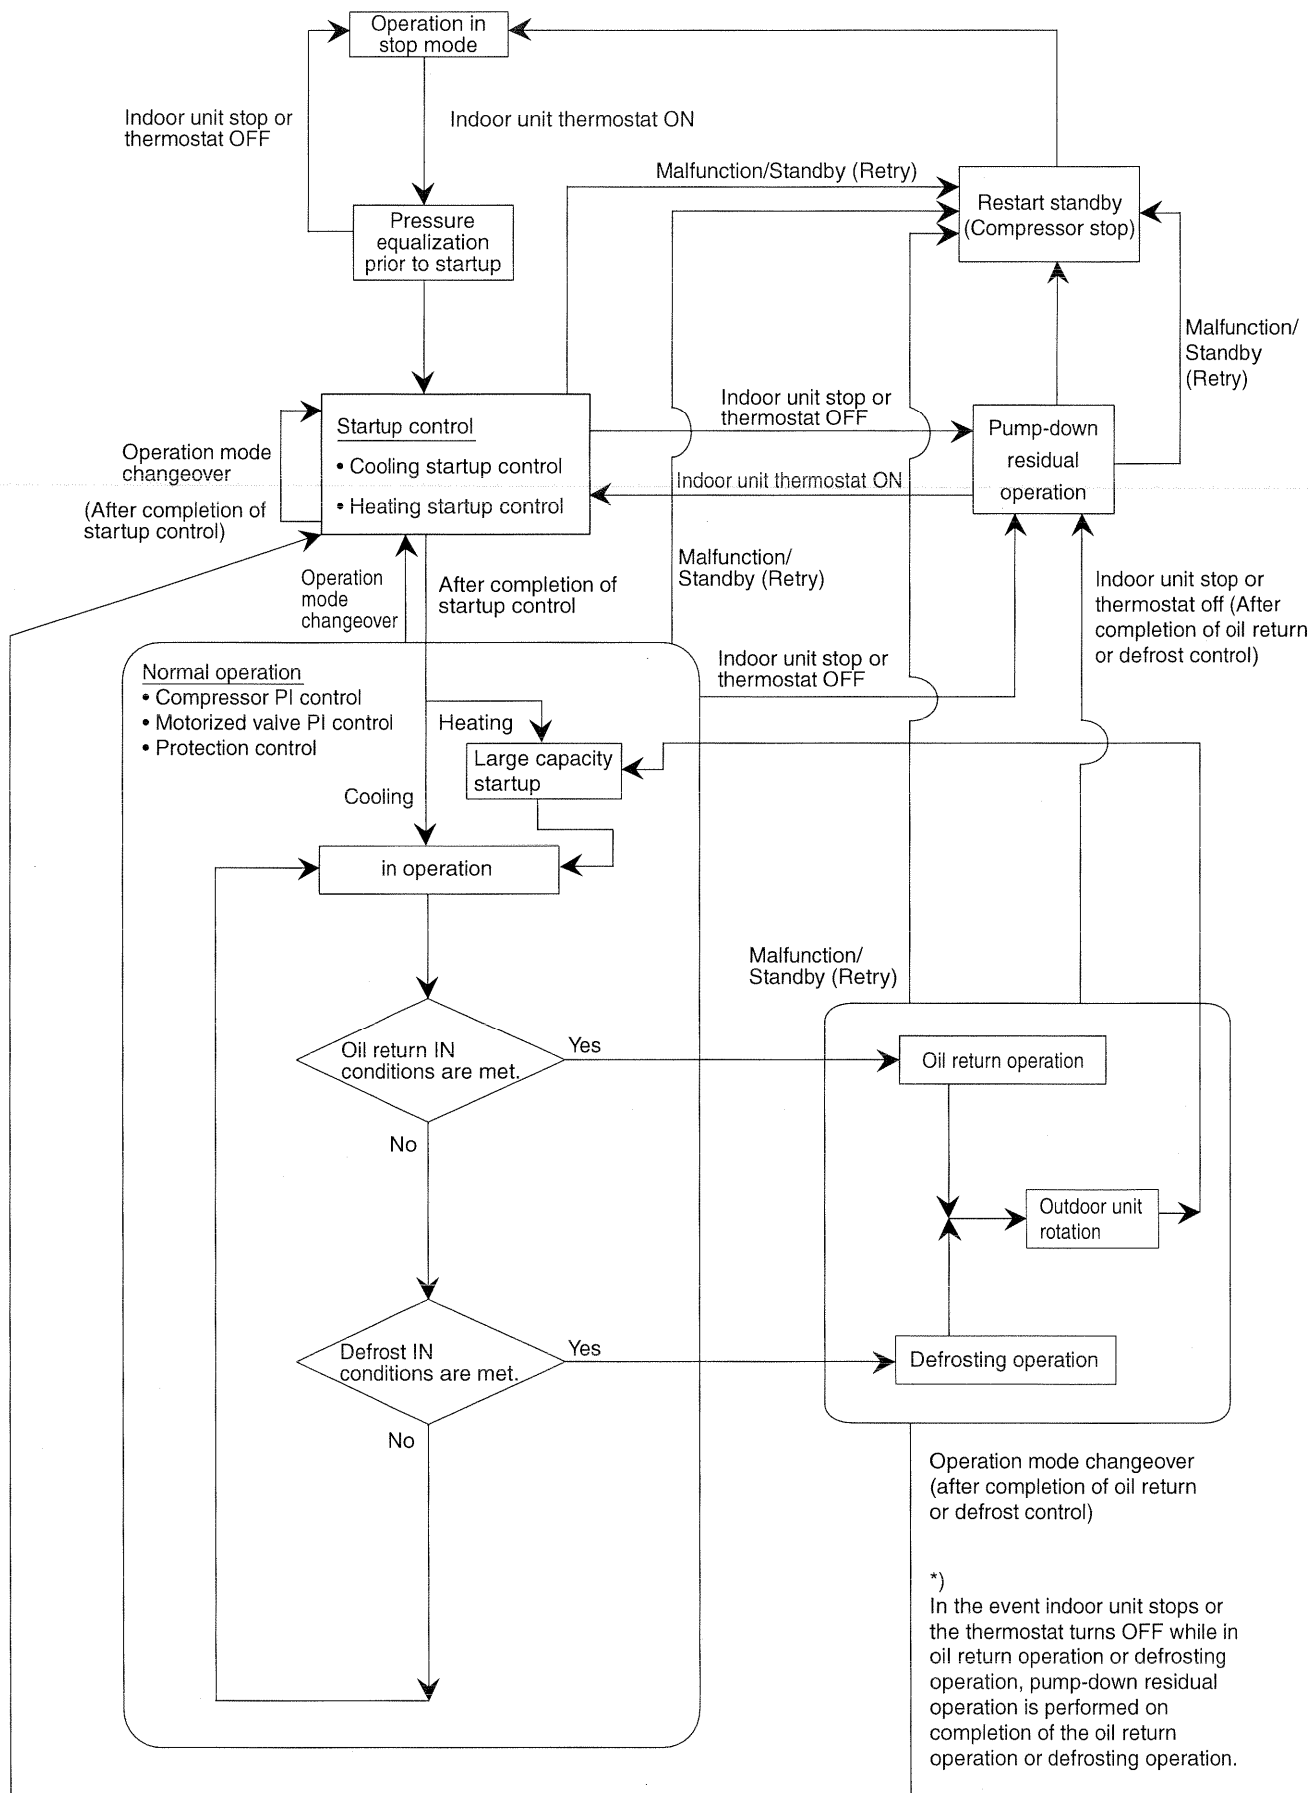 Operation in
stop mode
Indoor unit stop or
thermostat OFF
Indoor unit thermostat ON
Malfunction/Standby (Retry)
Restart standby
(Compressor stop)
Pressure
equalization
prior to startup
Malfunction/
Standby
(Retry)
Indoor unit stop or
thermostat OFF
Startup control
• Cooling startup control
• Heating startup control
Operation mode
changeover
Pump-down
residual
operation
Indoor unit thermostat ON
(After completion of
startup control)
Operation
mode
changeover
After completion of
startup control
Malfunction/
Standby (Retry)
Indoor unit stop or
thermostat off (After
completion of oil return
or defrost control)
Indoor unit stop or
thermostat OFF
Normal operation
• Compressor PI control
• Motorized valve PI control
• Protection control
Heating
Large capacity
startup
Cooling
in operation
Malfunction/
Standby (Retry)
Oil return IN
conditions are met.
Yes
Oil return operation
No
Outdoor unit
rotation
Defrost IN
conditions are met.
Yes
Defrosting operation
No
Operation mode changeover
(after completion of oil return
or defrost control)
*)
In the event indoor unit stops or
the thermostat turns OFF while in
oil return operation or defrosting
operation, pump-down residual
operation is performed on
completion of the oil return
operation or defrosting operation.